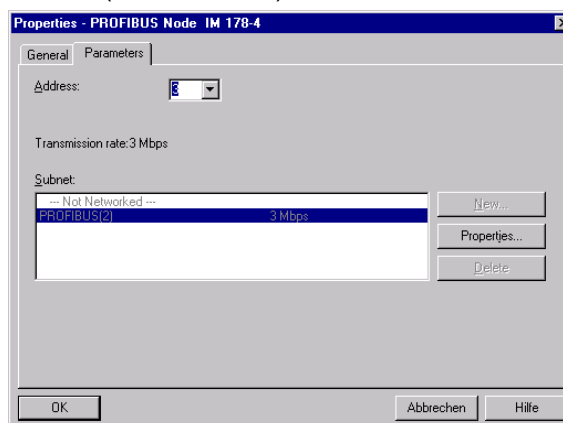 Properties - PROFIBUS Node IM 178-4
General Parameters
Address: 3
Transmission rate:3 Mbps
Subnet:
--- Not Networked ---
PROFIBUS(2) 3 Mbps
New...
Properties...
Delete
OK Abbrechen Hilfe